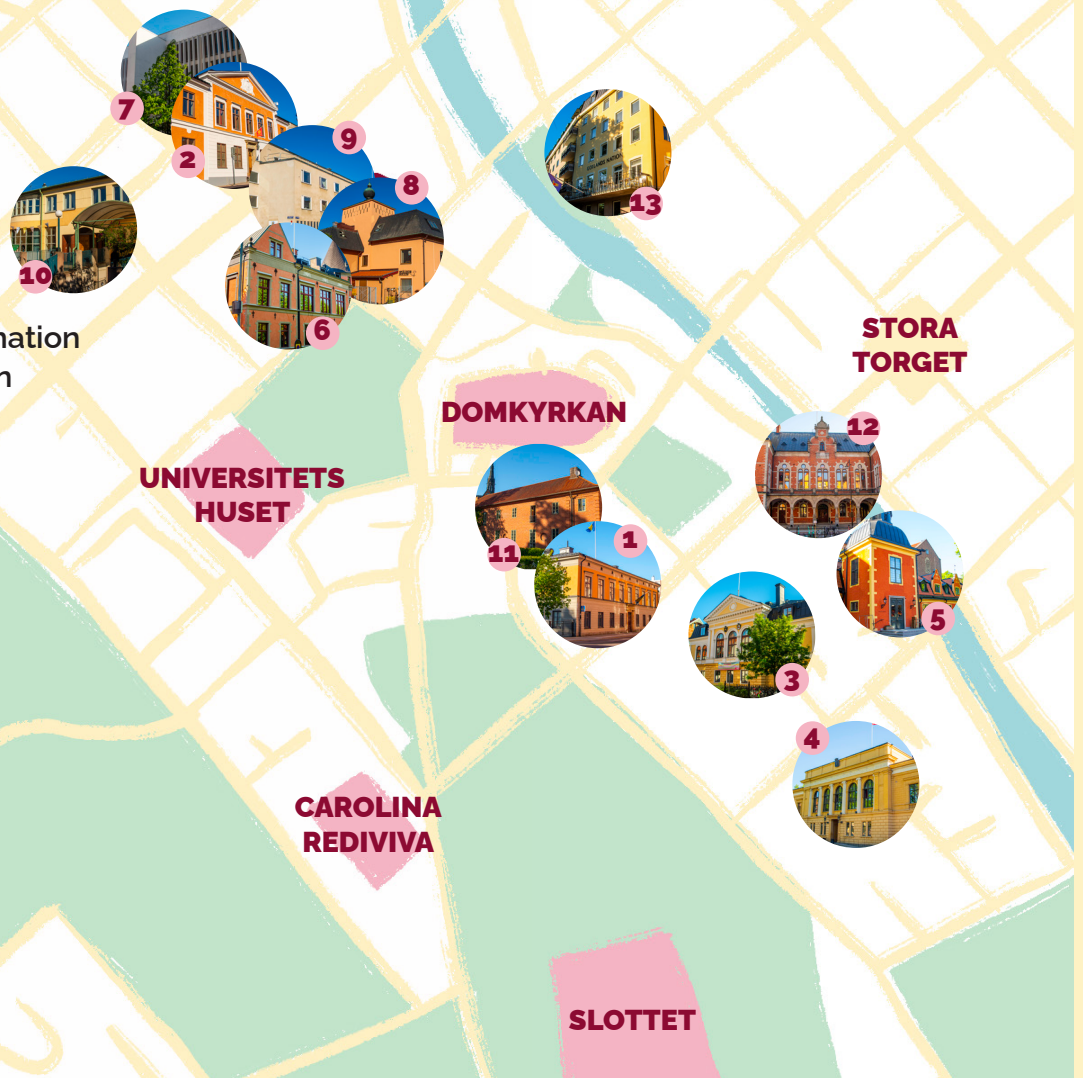 7
2
9
8
10
6
NATION
13
nation
n
STORA
TORGET
DOMKYRKAN
12
UNIVERSITETS
HUSET
11
1
5
3
4
CAROLINA
REDIVIVA
SLOTTET